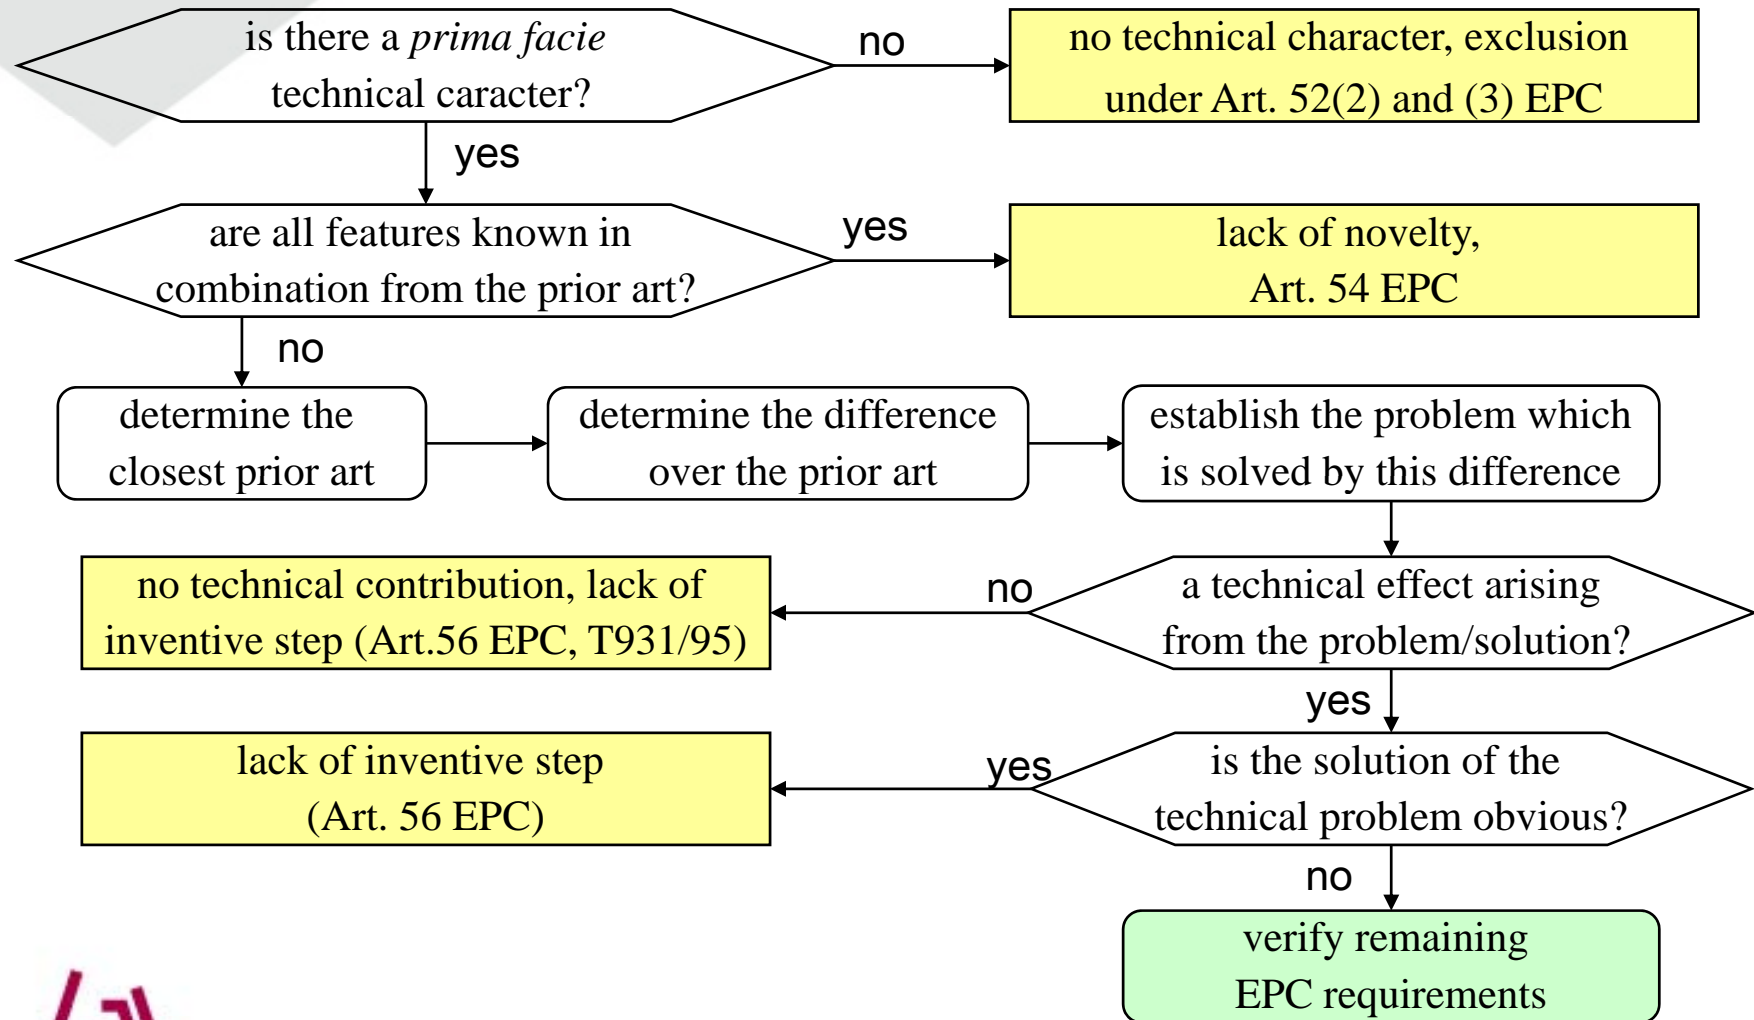 is there a prima facie
technical caracter?
no
no technical character, exclusion
under Art. 52(2) and (3) EPC
yes
are all features known in
combination from the prior art?
yes
lack of novelty,
Art. 54 EPC
no
determine the
closest prior art
determine the difference
over the prior art
establish the problem which
is solved by this difference
no technical contribution, lack of
inventive step (Art.56 EPC, T931/95)
no
a technical effect arising
from the problem/solution?
yes
lack of inventive step
(Art. 56 EPC)
yes
is the solution of the
technical problem obvious?
no
verify remaining
EPC requirements